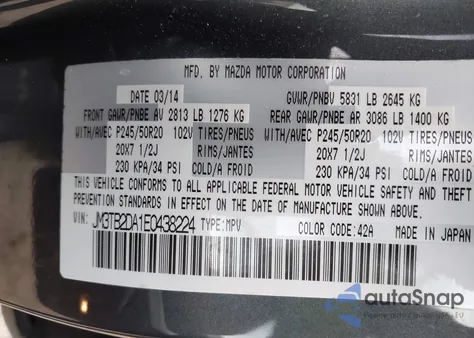 MFD. BY MAZDA MOTOR CORPORATION
DATE 03/14 GVWR/PNBV 5831 LB 2645 KG
FRONT GAWR/PNBE AV 2813 LB 1276 KG REAR GAWR/PNBE AR 3086 LB 1400 KG
WITH/AVEC P245/50R20 102V TIRES/PNEUS WITH/AVEC P245/50R20 102V TIRES/PNEUS
20X7 1/2J RIMS/JANTES 20X7 1/2J RIMS/JANTES
230 KPA/34 PSI COLD/A FROID 230 KPA/34 PSI COLD/A FROID
THIS VEHICLE CONFORMS TO ALL APPLICABLE FEDERAL MOTOR VEHICLE SAFETY AND THEFT
PREVENTION STANDARDS IN EFFECT ON THE DATE OF MANUFACTURE SHOWN ABOVE.
VIN: JM3TB2DA1E0438224 TYPE: MPV COLOR CODE: 42A MADE IN JAPAN
autoSnap